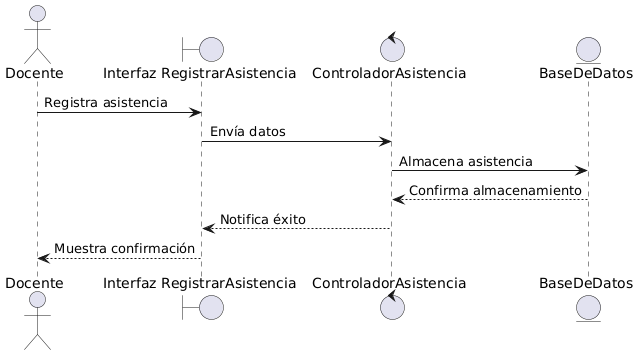 Docente
Interfaz RegistrarAsistencia
ControladorAsistencia
BaseDeDatos
Registra asistencia
Envía datos
Almacena asistencia
Confirma almacenamiento
Notifica éxito
Muestra confirmación
Docente
Interfaz RegistrarAsistencia
ControladorAsistencia
BaseDeDatos